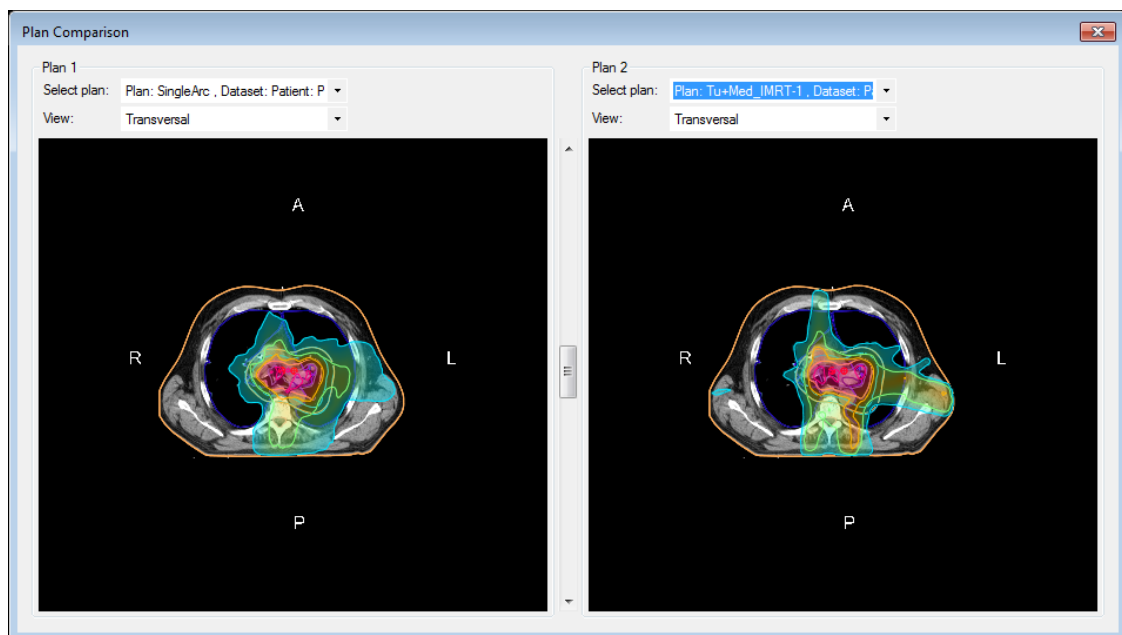 Plan Comparison
Plan 1
Select plan: Plan: SingleArc , Dataset: Patient: P
View: Transversal
A
R
L
P
Plan 2
Select plan: Plan: Tu+Med_IMRT-1 , Dataset: Pa
View: Transversal
A
R
L
P